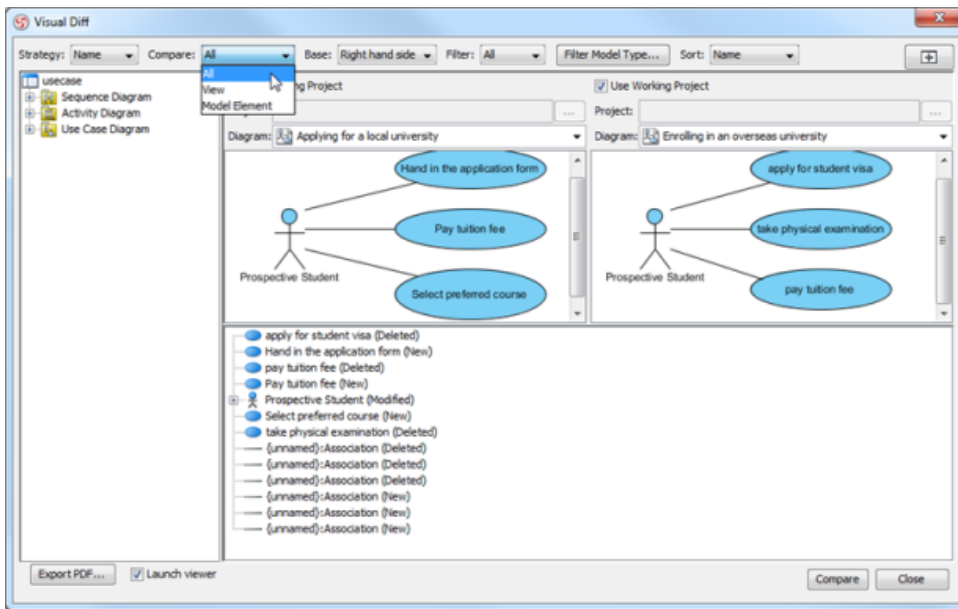 Visual Diff
Strategy: Name Compare: All Base: Right hand side Filter: All Filter Model Type... Sort: Name
All
View
Model Element
usecase
Sequence Diagram
Activity Diagram
Use Case Diagram
ng Project
... 
Diagram: Applying for a local university
Hand in the application form
Pay tuition fee
Select preferred course
Prospective Student
Use Working Project
Project: ...
Diagram: Enrolling in an overseas university
apply for student visa
take physical examination
pay tuition fee
Prospective Student
apply for student visa (Deleted)
Hand in the application form (New)
pay tuition fee (Deleted)
Pay tuition fee (New)
Prospective Student (Modified)
Select preferred course (New)
take physical examination (Deleted)
{unnamed}:Association (Deleted)
{unnamed}:Association (Deleted)
{unnamed}:Association (Deleted)
{unnamed}:Association (New)
{unnamed}:Association (New)
{unnamed}:Association (New)
Export PDF... Launch viewer
Compare Close